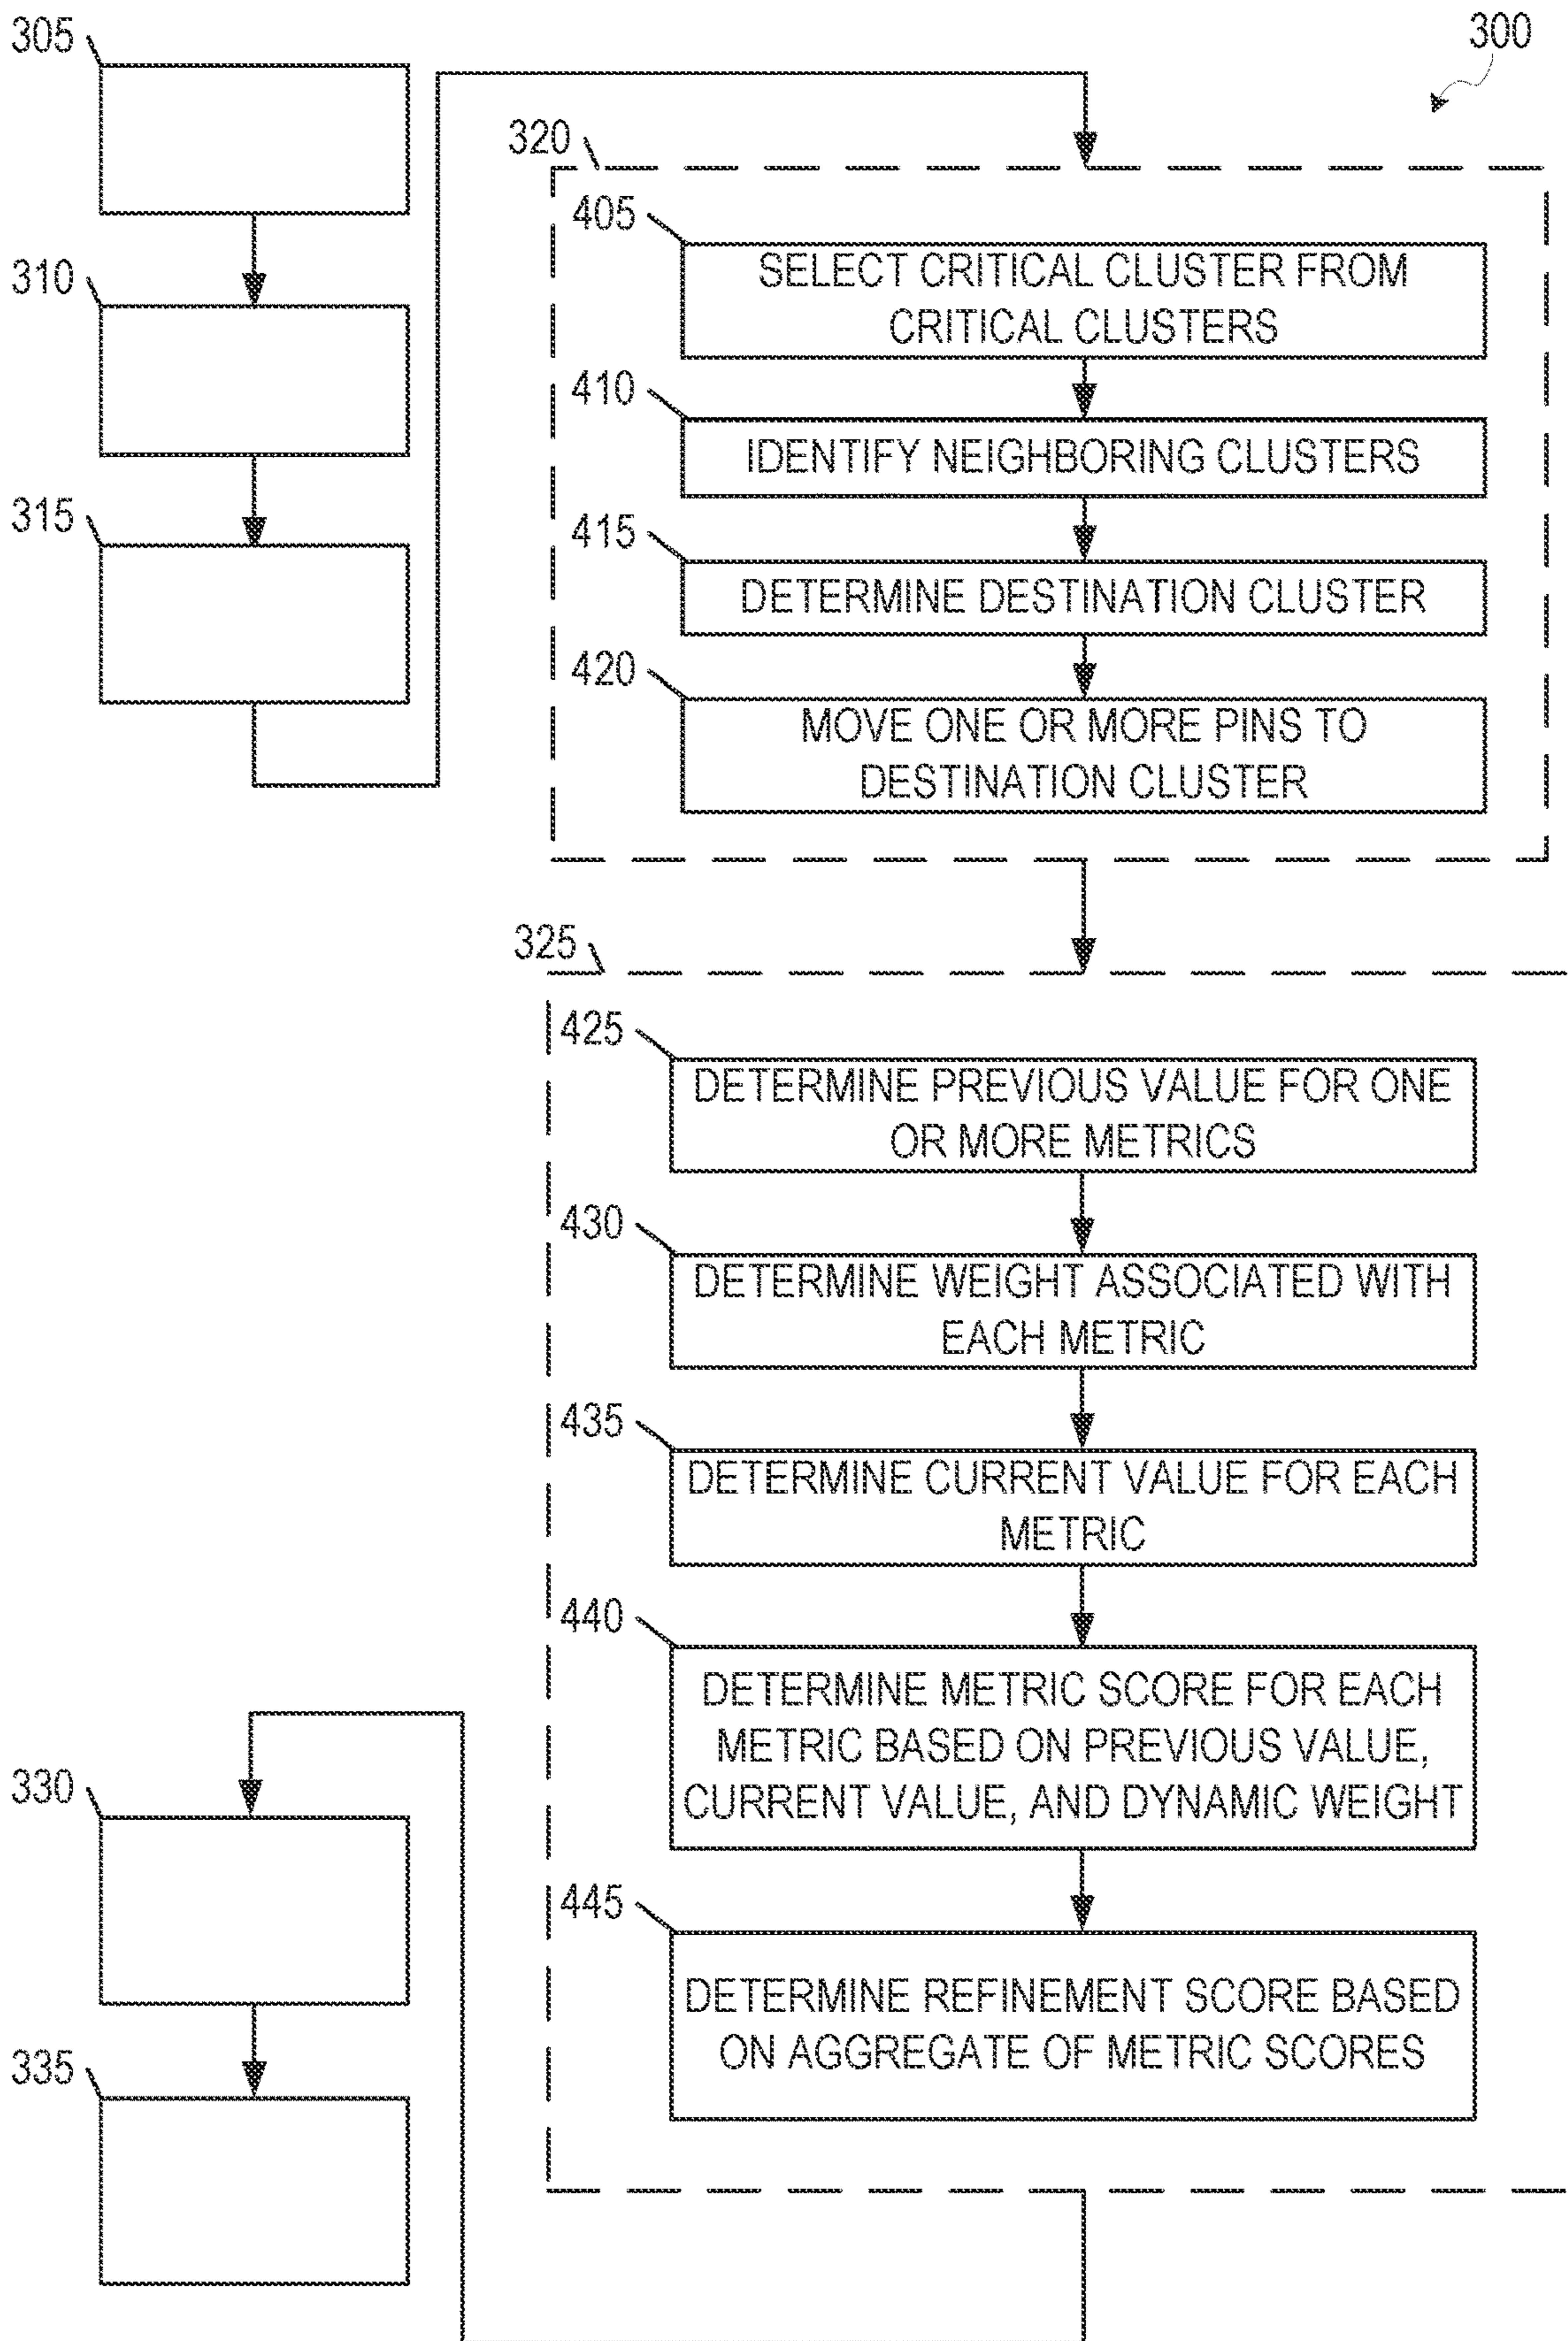 305
300
310
315
320
405
SELECT CRITICAL CLUSTER FROM
CRITICAL CLUSTERS
410
IDENTIFY NEIGHBORING CLUSTERS
415
DETERMINE DESTINATION CLUSTER
420
MOVE ONE OR MORE PINS TO
DESTINATION CLUSTER
325
425
DETERMINE PREVIOUS VALUE FOR ONE
OR MORE METRICS
430
DETERMINE WEIGHT ASSOCIATED WITH
EACH METRIC
435
DETERMINE CURRENT VALUE FOR EACH
METRIC
440
DETERMINE METRIC SCORE FOR EACH
METRIC BASED ON PREVIOUS VALUE,
CURRENT VALUE, AND DYNAMIC WEIGHT
445
DETERMINE REFINEMENT SCORE BASED
ON AGGREGATE OF METRIC SCORES
330
335